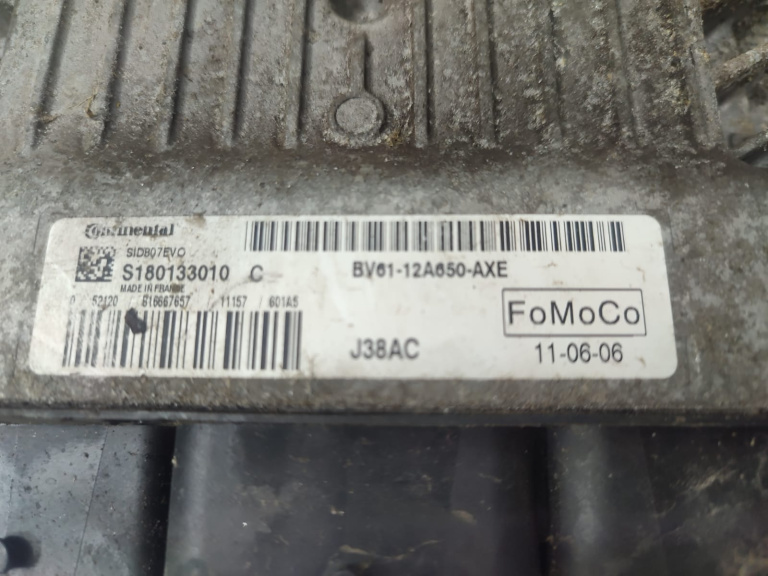 Continental
SID807EVO
S180133010 C
MADE IN FRANCE
0 52120 / 616667657 / 11157 / 601A5
BV61-12A650-AXE
J38AC
FoMoCo
11-06-06